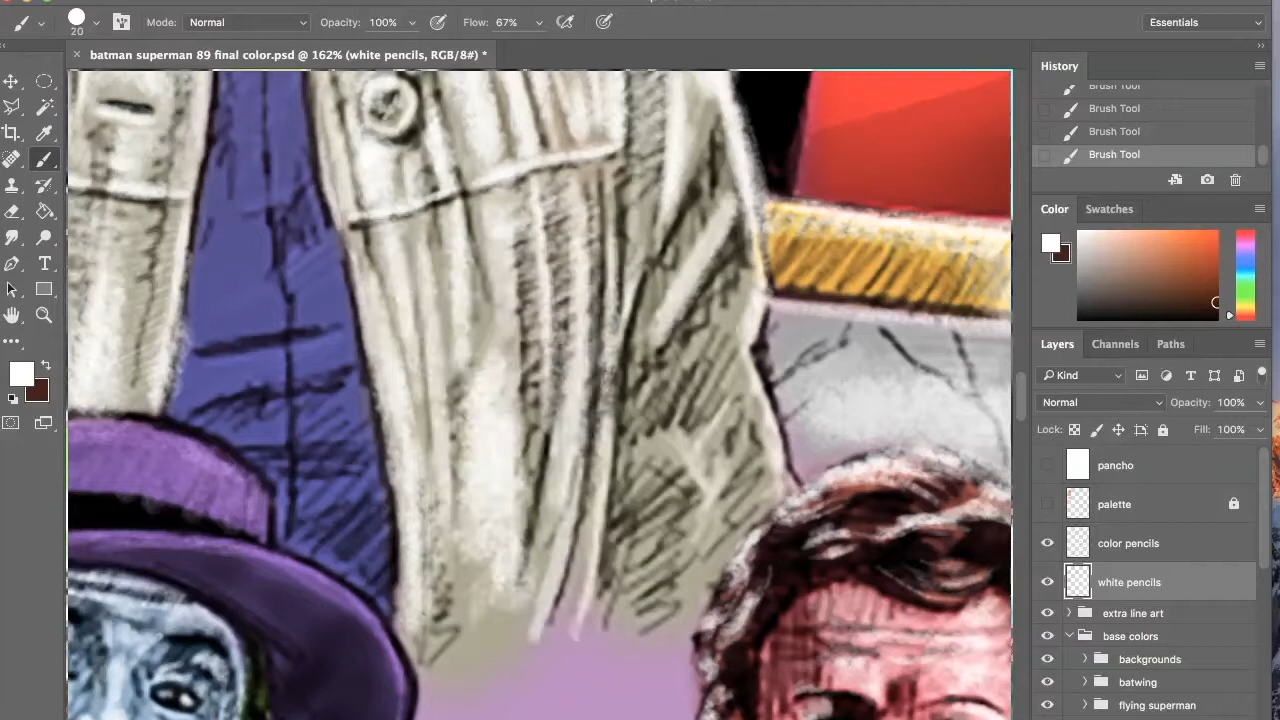 20
Mode: Normal
Opacity: 100%
Flow: 67%
Essentials
× batman superman 89 final color.psd @ 162% (white pencils, RGB/8#) *
History
Brush Tool
Brush Tool
Brush Tool
Brush Tool
Color Swatches
Layers Channels Paths
Kind
Normal
Opacity: 100%
Lock:
Fill: 100%
pancho
palette
color pencils
white pencils
extra line art
base colors
backgrounds
batwing
flying superman